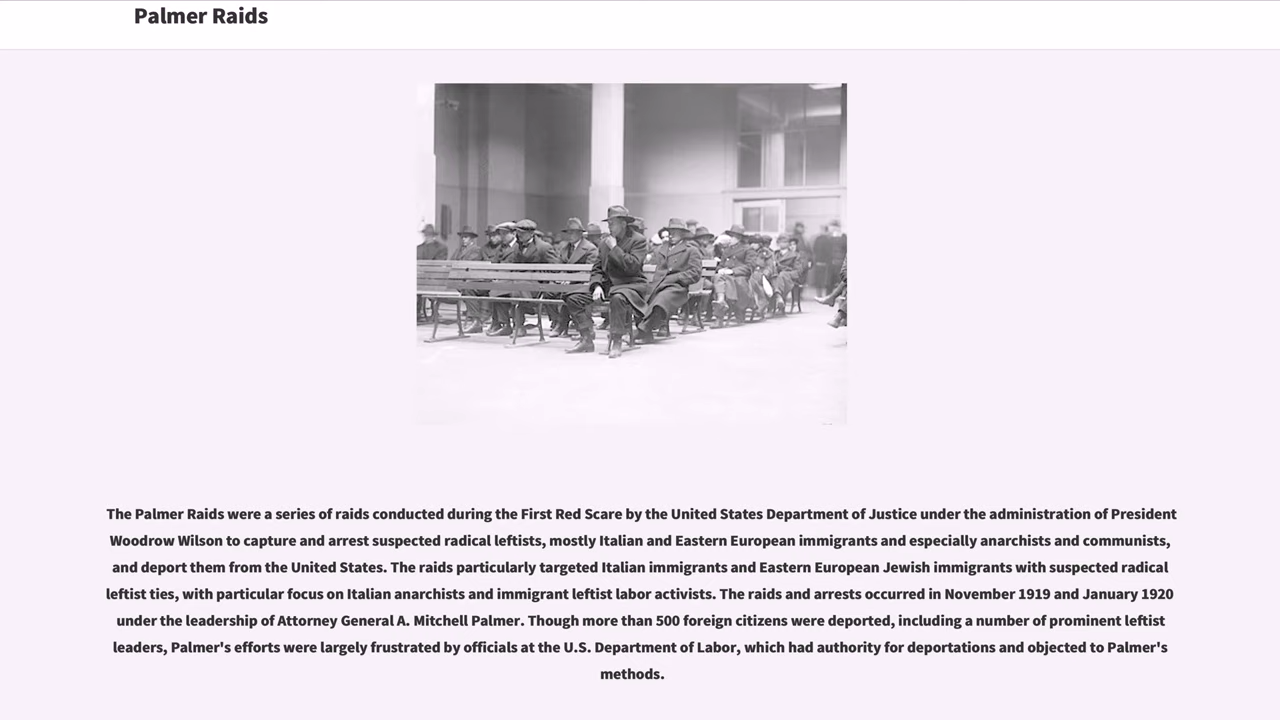 Palmer Raids
The Palmer Raids were a series of raids conducted during the First Red Scare by the United States Department of Justice under the administration of President
Woodrow Wilson to capture and arrest suspected radical leftists, mostly Italian and Eastern European immigrants and especially anarchists and communists,
and deport them from the United States. The raids particularly targeted Italian immigrants and Eastern European Jewish immigrants with suspected radical
leftist ties, with particular focus on Italian anarchists and immigrant leftist labor activists. The raids and arrests occurred in November 1919 and January 1920
under the leadership of Attorney General A. Mitchell Palmer. Though more than 500 foreign citizens were deported, including a number of prominent leftist
leaders, Palmer's efforts were largely frustrated by officials at the U.S. Department of Labor, which had authority for deportations and objected to Palmer's
methods.